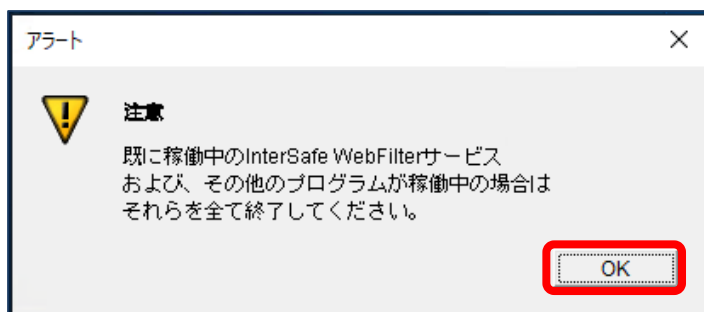 アラート
注意
既に稼働中のInterSafe WebFilterサービス
および、その他のプログラムが稼働中の場合は
それらを全て終了してください。
OK